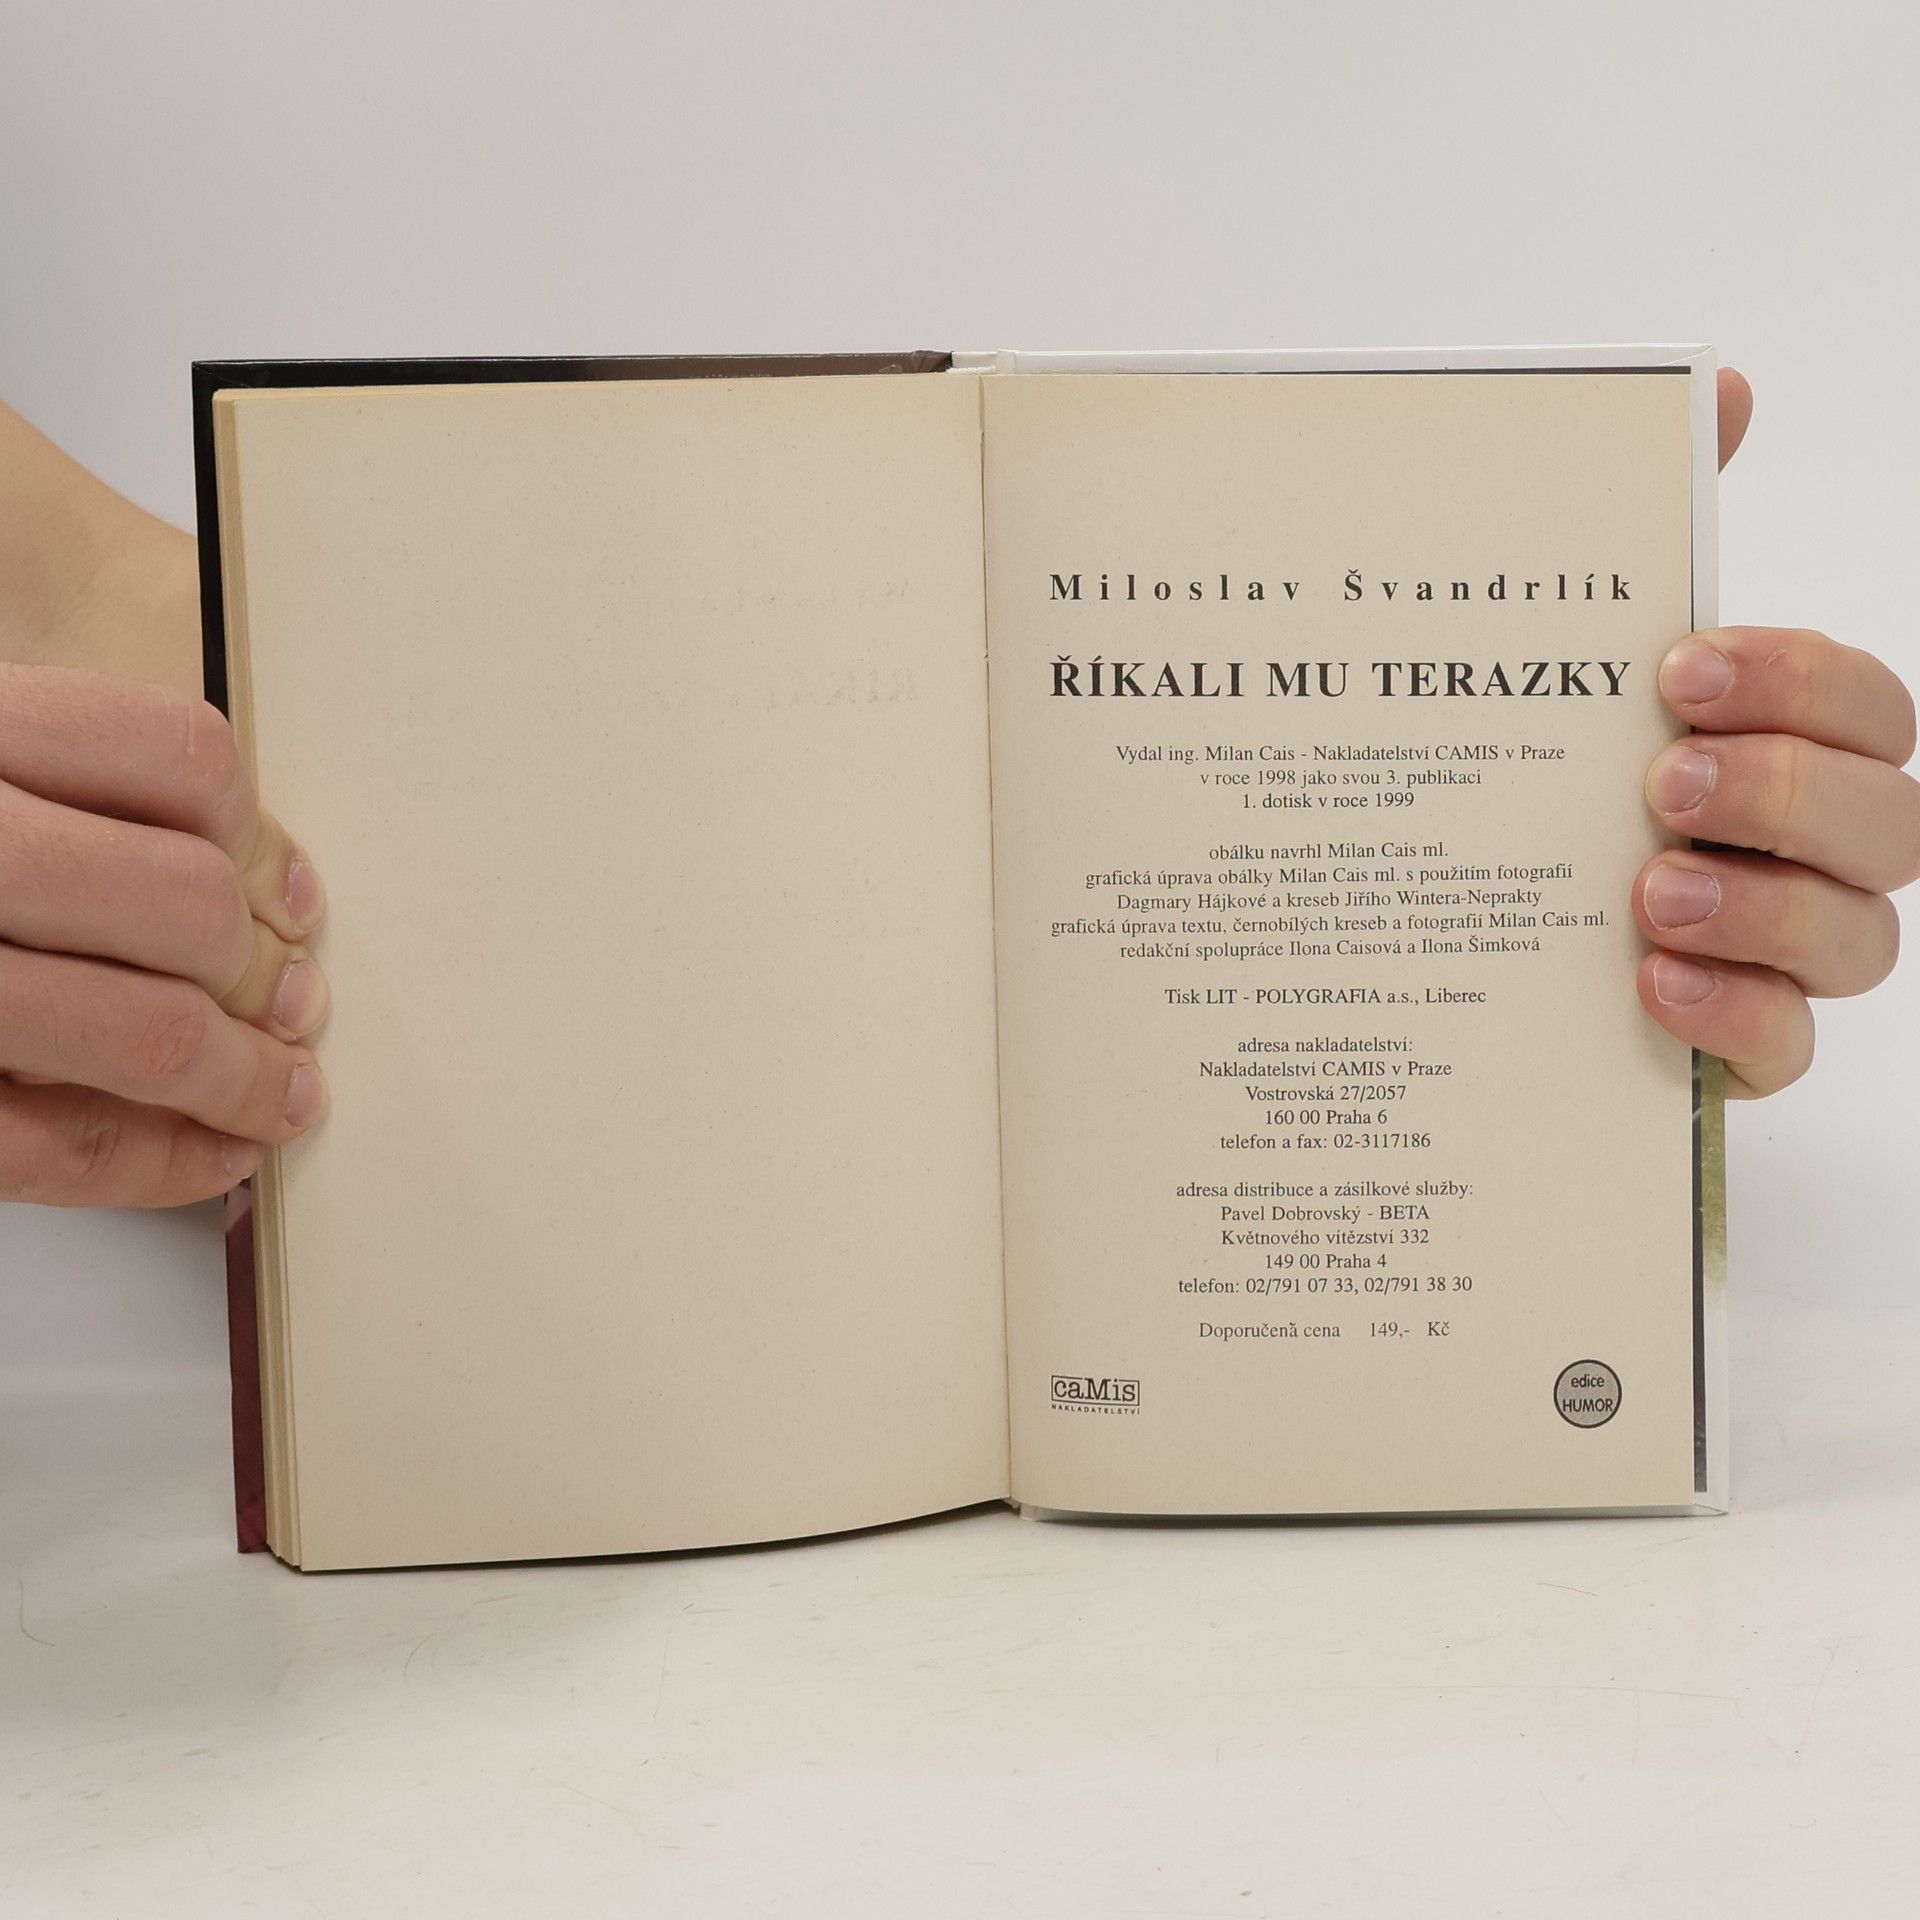 Miloslav Švandrlík
ŘÍKALI MU TERAZKY
Vydal ing. Milan Cais - Nakladatelství CAMIS v Praze
v roce 1998 jako svou 3. publikaci
1. dotisk v roce 1999
obálku navrhl Milan Cais ml.
grafická úprava obálky Milan Cais ml. s použitím fotografií
Dagmary Hájkové a kreseb Jiřího Wintera-Neprakty
grafická úprava textu, černobílých kreseb a fotografií Milan Cais ml.
redakční spolupráce Ilona Caisová a Ilona Šimková
Tisk LIT - POLYGRAFIA a.s., Liberec
adresa nakladatelství:
Nakladatelství CAMIS v Praze
Vostrovská 27/2057
160 00 Praha 6
telefon a fax: 02-3117186
adresa distribuce a zásilkové služby:
Pavel Dobrovský - BETA
Květnového vítězství 332
149 00 Praha 4
telefon: 02/791 07 33, 02/791 38 30
Doporučená cena 149,- Kč
caMis
NAKLADATELSTVÍ
edice
HUMOR